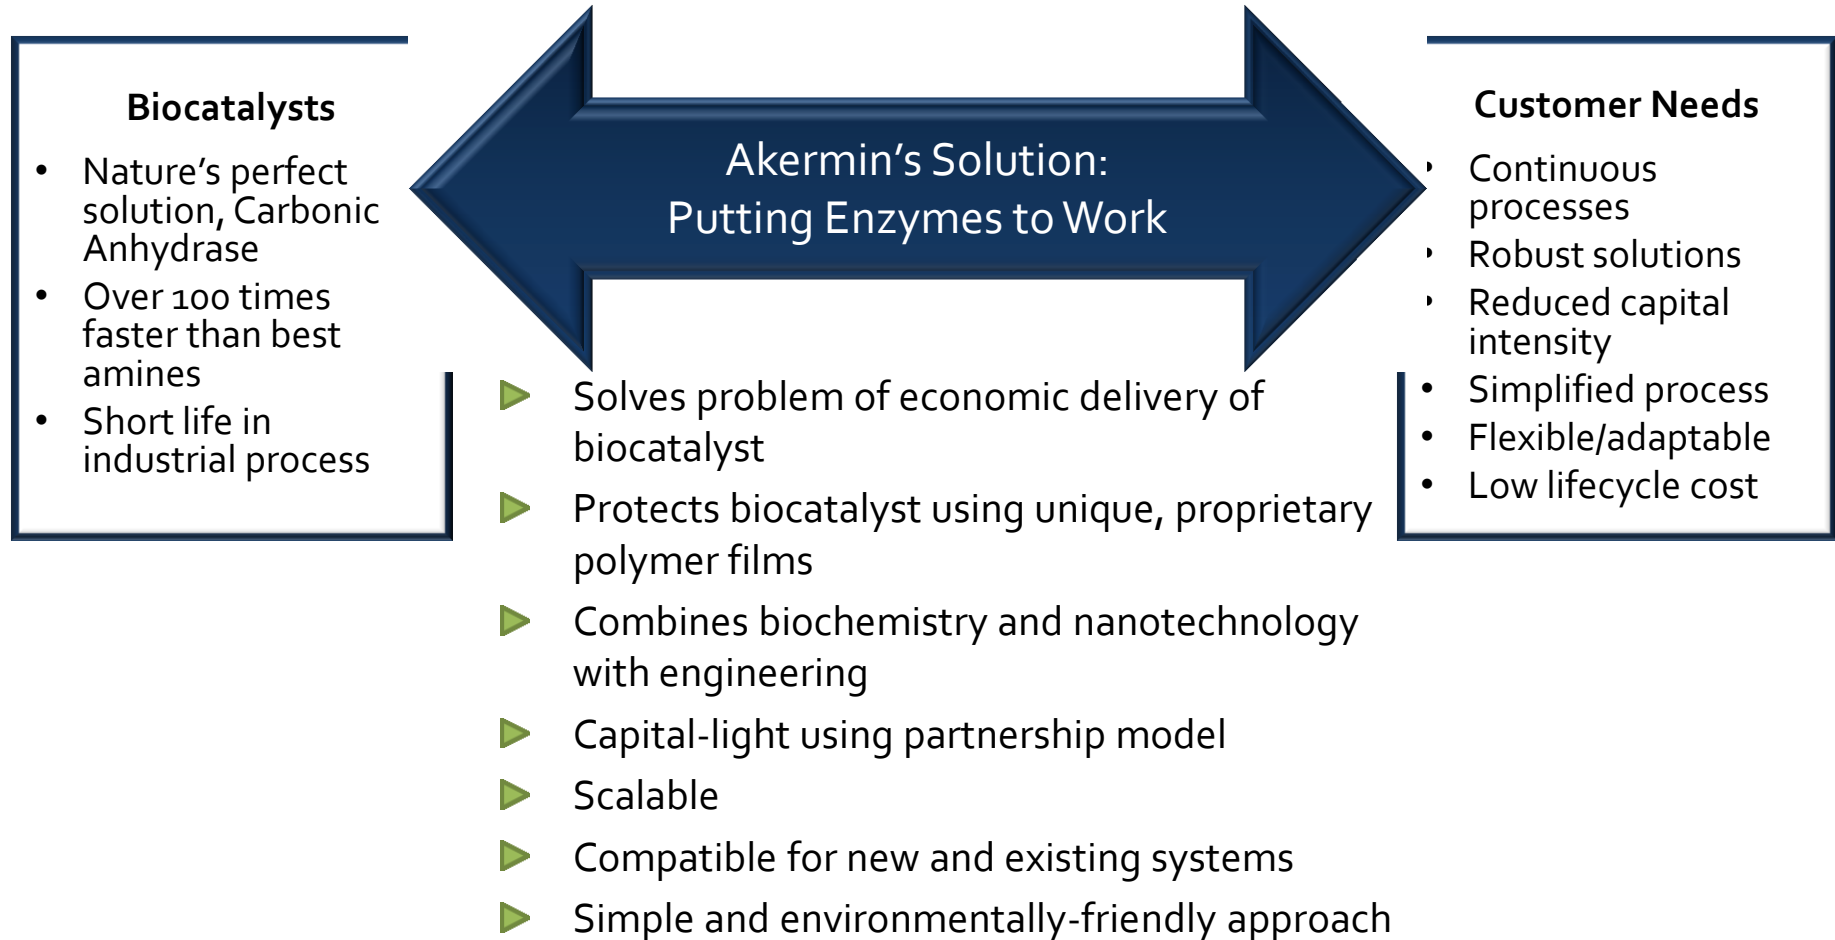 Biocatalysts
• Nature’s perfect
solution, Carbonic
Anhydrase
• Over 100 times
faster than best
amines
• Short life in
industrial process
Akermin’s Solution:
Putting Enzymes to Work
Solves problem of economic delivery of
biocatalyst
Protects biocatalyst using unique, proprietary
polymer films
Combines biochemistry and nanotechnology
with engineering
Capital-light using partnership model
Scalable
Compatible for new and existing systems
Simple and environmentally-friendly approach
Customer Needs
• Continuous
processes
• Robust solutions
• Reduced capital
intensity
• Simplified process
• Flexible/adaptable
• Low lifecycle cost